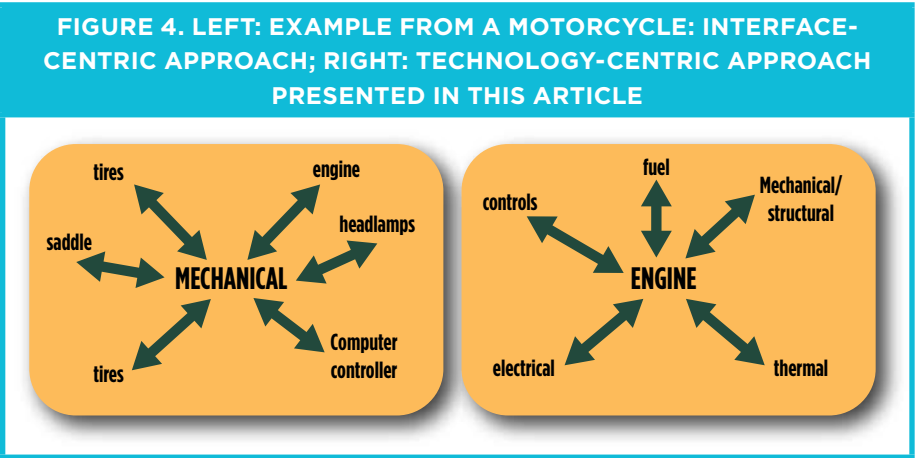 FIGURE 4. LEFT: EXAMPLE FROM A MOTORCYCLE: INTERFACE-
CENTRIC APPROACH; RIGHT: TECHNOLOGY-CENTRIC APPROACH
PRESENTED IN THIS ARTICLE
tires
engine
headlamps
saddle
MECHANICAL
Computer
controller
tires
fuel
Mechanical/
structural
controls
ENGINE
electrical
thermal